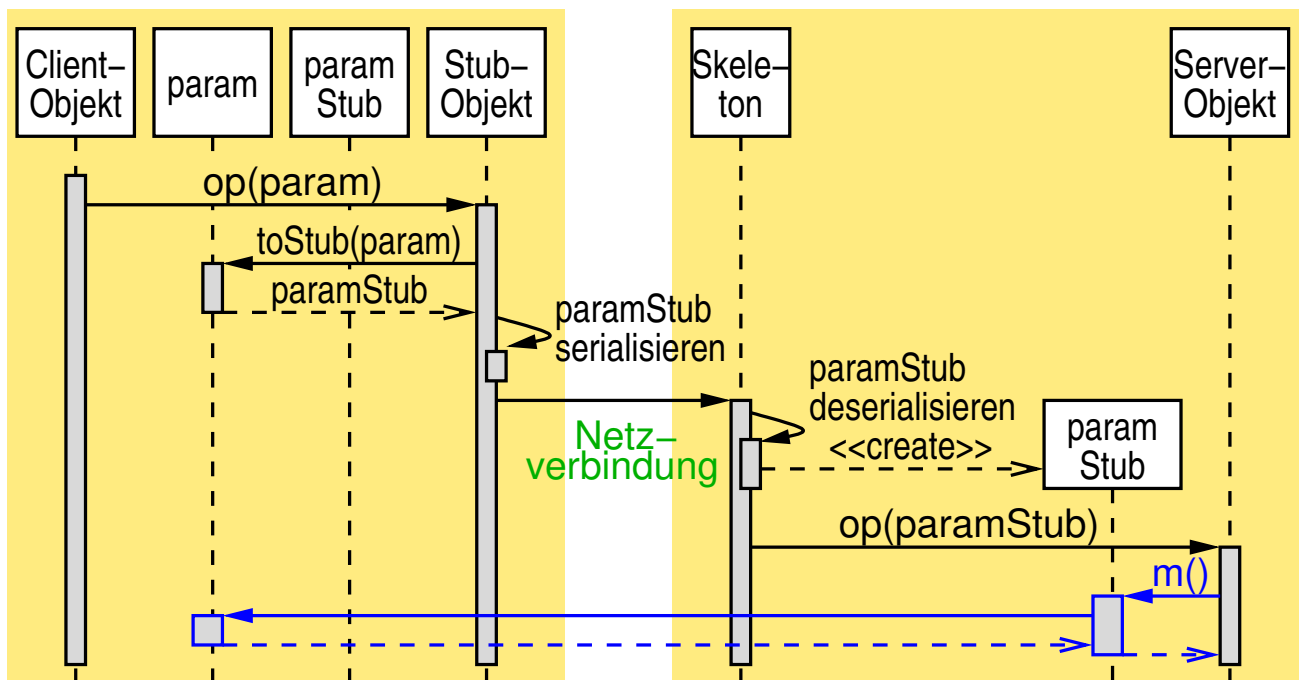 Client–
Objekt
param
param
Stub
Stub-
Objekt
Skele–
ton
Server–
Objekt
op(param)
toStub(param)
paramStub
paramStub
serialisieren
paramStub
deserialisieren
<<create>>
Netz–
verbindung
param
Stub
op(paramStub)
m()